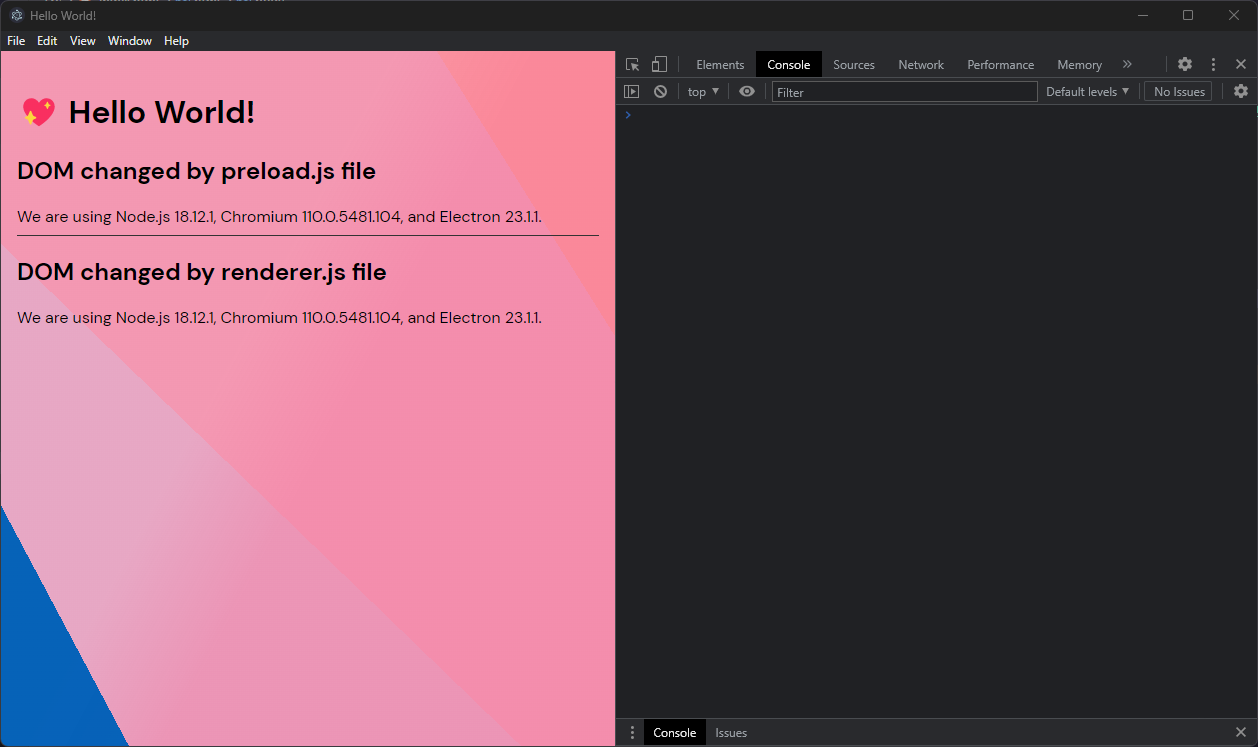 Hello World!
File Edit View Window Help
💖 Hello World!
DOM changed by preload.js file
We are using Node.js 18.12.1, Chromium 110.0.5481.104, and Electron 23.1.1.
DOM changed by renderer.js file
We are using Node.js 18.12.1, Chromium 110.0.5481.104, and Electron 23.1.1.
Elements Console Sources Network Performance Memory »
top ▼ Filter Default levels ▼ No Issues
›
Console Issues